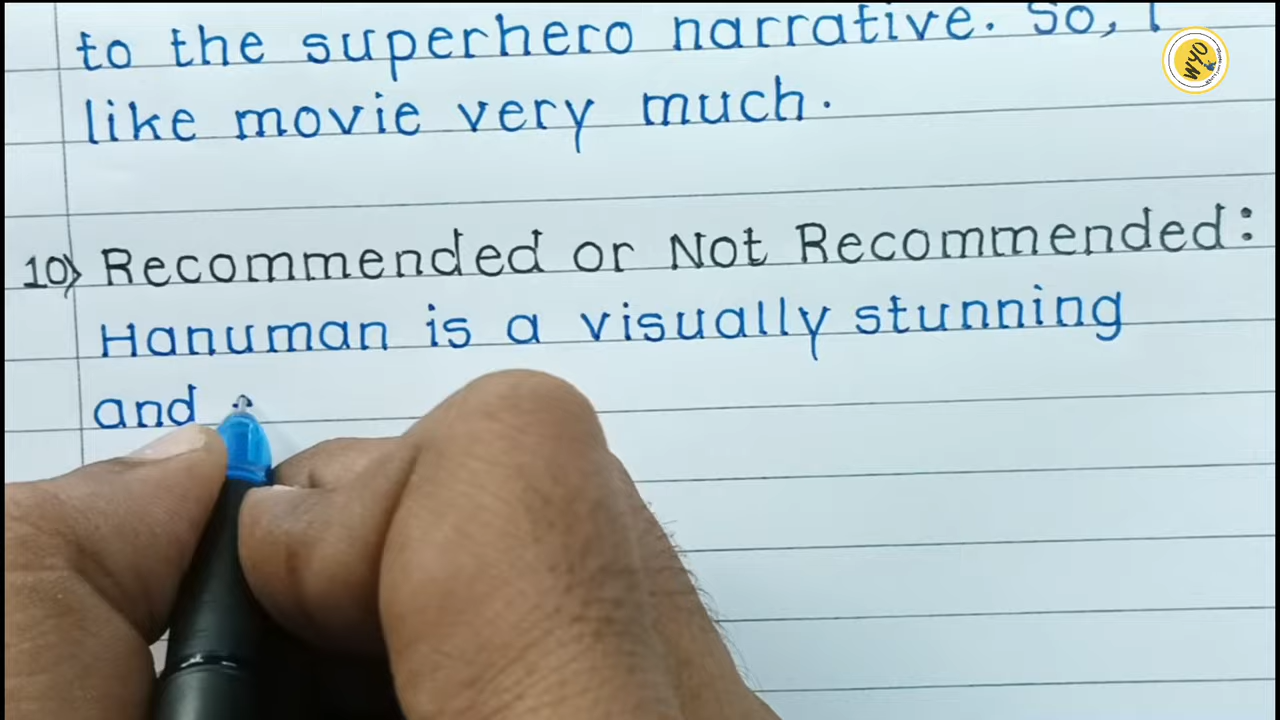 to the superhero narrative. So, I
like movie very much.
10) Recommended or Not Recommended:
Hanuman is a visually stunning
and
WYO